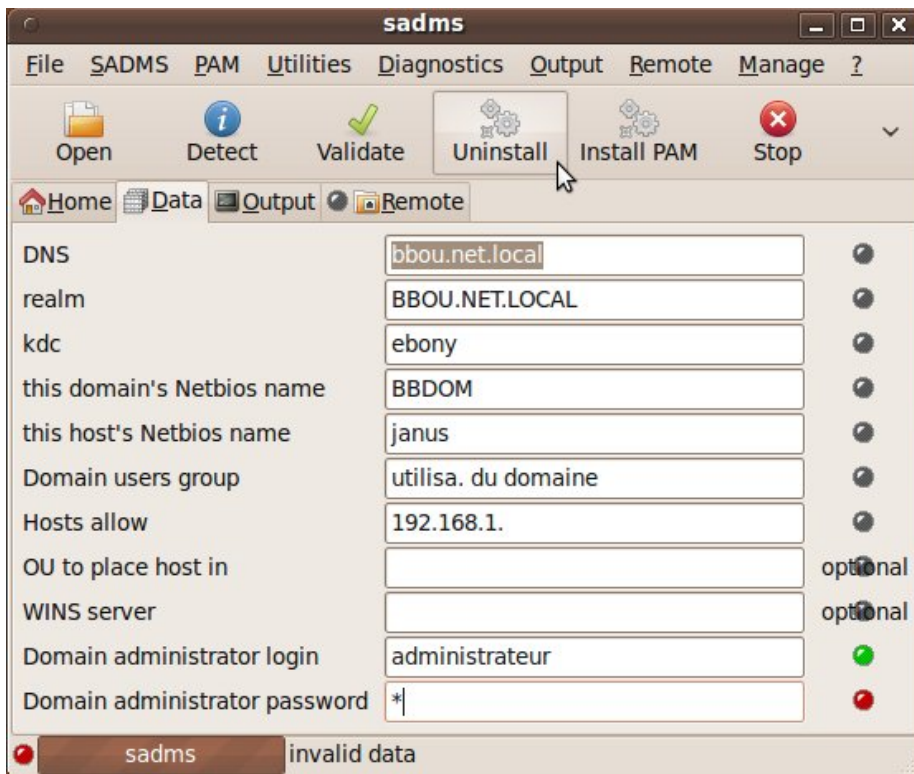 sadms
File SADMS PAM Utilities Diagnostics Output Remote Manage ?
Open Detect Validate Uninstall Install PAM Stop
Home Data Output Remote
DNS bbou.net.local
realm BBOU.NET.LOCAL
kdc ebony
this domain's Netbios name BBDOM
this host's Netbios name janus
Domain users group utilisa. du domaine
Hosts allow 192.168.1.
OU to place host in optional
WINS server optional
Domain administrator login administrateur
Domain administrator password *
sadms invalid data